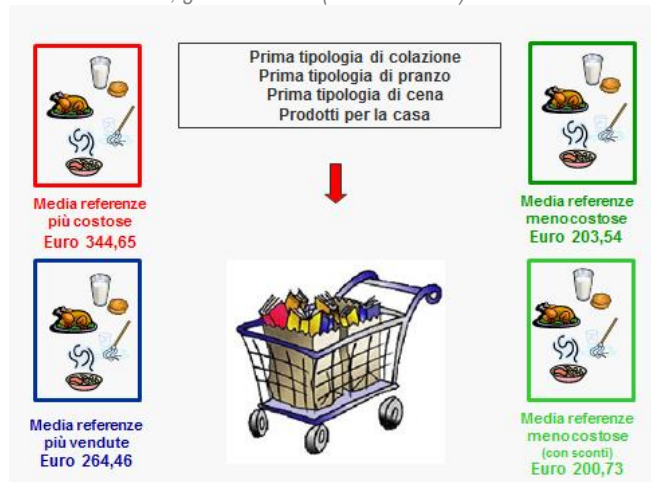 Prima tipologia di colazione
Prima tipologia di pranzo
Prima tipologia di cena
Prodotti per la casa
Media referenze
più costose
Euro 344,65
Media referenze
menocostose
Euro 203,54
Media referenze
più vendute
Euro 264,46
Media referenze
menocostose
(con sconti)
Euro 200,73